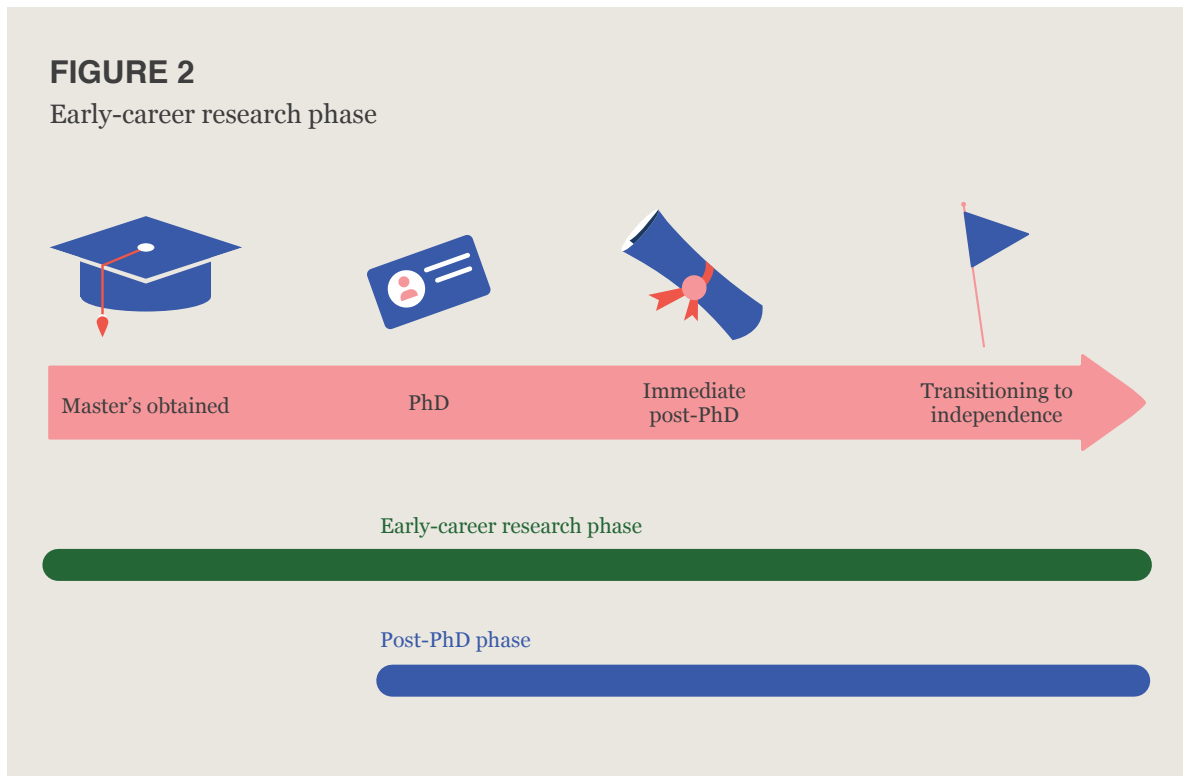 FIGURE 2
Early-career research phase
Master’s obtained
PhD
Immediate
post-PhD
Transitioning to
independence
Early-career research phase
Post-PhD phase